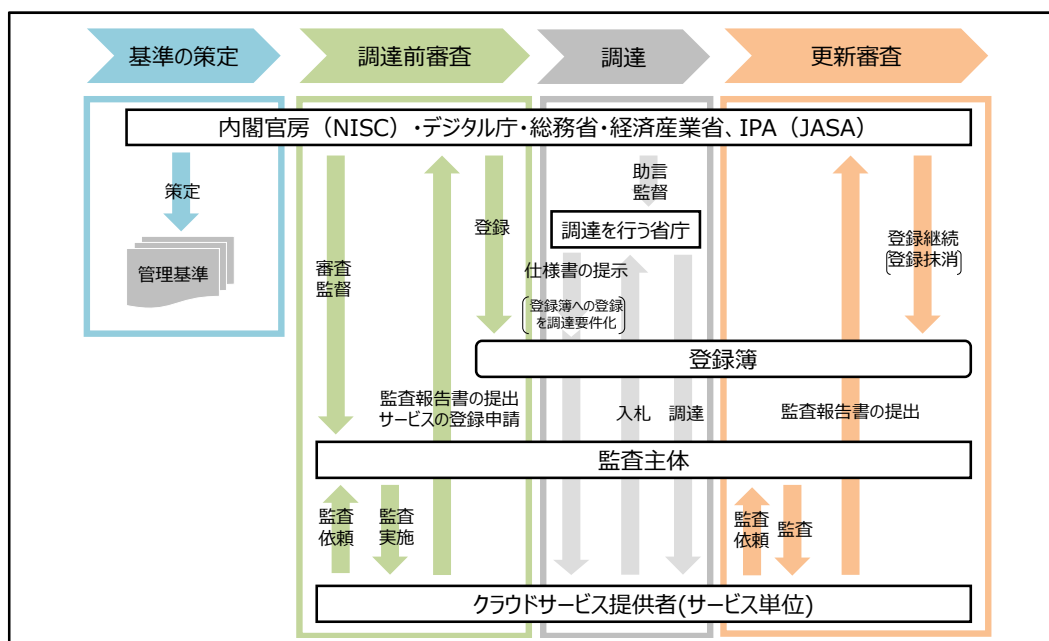 基準の策定
調達前審査
調達
更新審査
内閣官房（NISC）・デジタル庁・総務省・経済産業省、IPA（JASA）
策定
管理基準
審査
監督
登録
助言
監督
調達を行う省庁
仕様書の提示
登録簿への登録
を調達要件化
登録継続
登録抹消
登録簿
監査報告書の提出
サービスの登録申請
入札
調達
監査報告書の提出
監査主体
監査
依頼
監査
実施
監査
依頼
監査
クラウドサービス提供者(サービス単位)